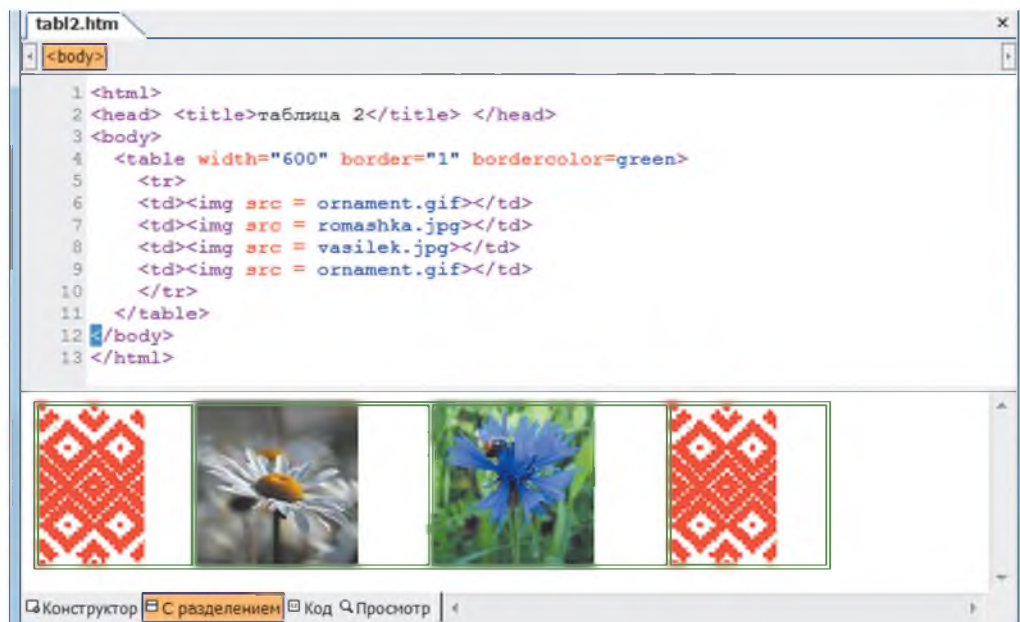 tabl2.htm
<body>
1 <html>
2 <head> <title>таблица 2</title> </head>
3 <body>
4 <table width="600" border="1" bordercolor=green>
5 <tr>
6 <td><img src = ornament.gif></td>
7 <td><img src = romashka.jpg></td>
8 <td><img src = vasilek.jpg></td>
9 <td><img src = ornament.gif></td>
10 </tr>
11 </table>
12 </body>
13 </html>
Конструктор С разделением Код Просмотр